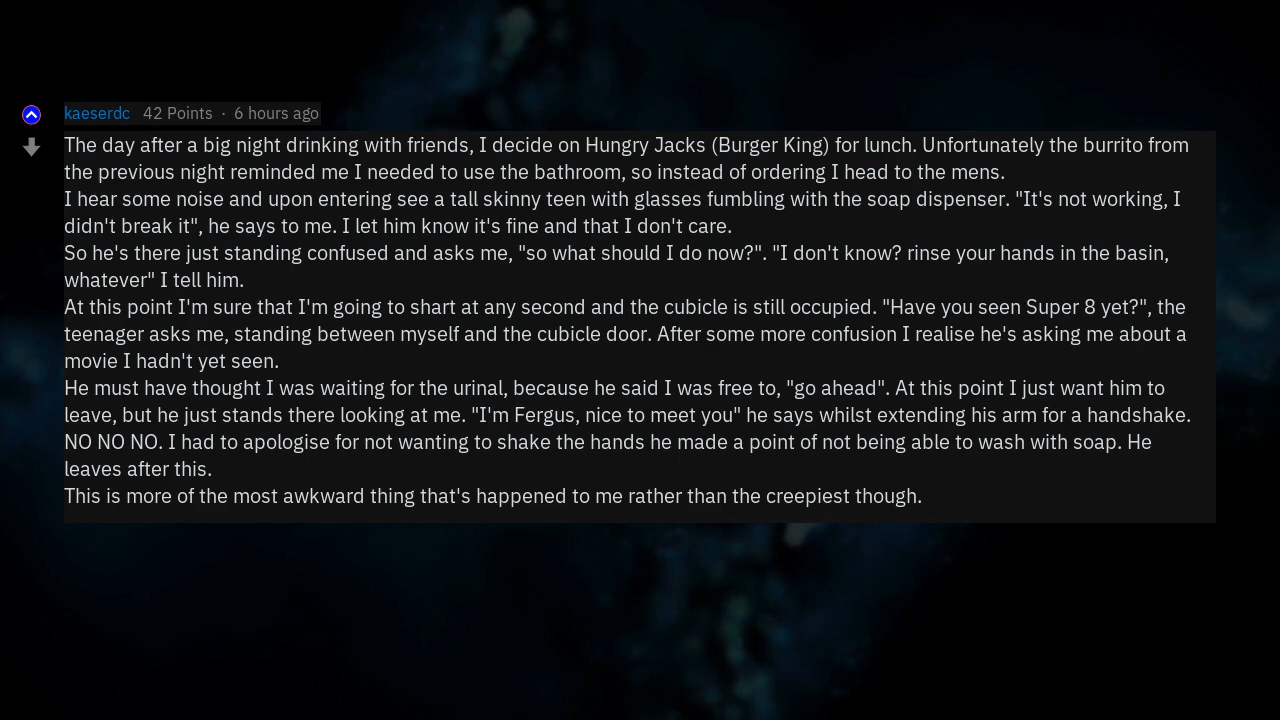 kaeserdc 42 Points · 6 hours ago
The day after a big night drinking with friends, I decide on Hungry Jacks (Burger King) for lunch. Unfortunately the burrito from
the previous night reminded me I needed to use the bathroom, so instead of ordering I head to the mens.
I hear some noise and upon entering see a tall skinny teen with glasses fumbling with the soap dispenser. "It's not working, I
didn't break it", he says to me. I let him know it's fine and that I don't care.
So he's there just standing confused and asks me, "so what should I do now?". "I don't know? rinse your hands in the basin,
whatever" I tell him.
At this point I'm sure that I'm going to shart at any second and the cubicle is still occupied. "Have you seen Super 8 yet?", the
teenager asks me, standing between myself and the cubicle door. After some more confusion I realise he's asking me about a
movie I hadn't yet seen.
He must have thought I was waiting for the urinal, because he said I was free to, "go ahead". At this point I just want him to
leave, but he just stands there looking at me. "I'm Fergus, nice to meet you" he says whilst extending his arm for a handshake.
NO NO NO. I had to apologise for not wanting to shake the hands he made a point of not being able to wash with soap. He
leaves after this.
This is more of the most awkward thing that's happened to me rather than the creepiest though.